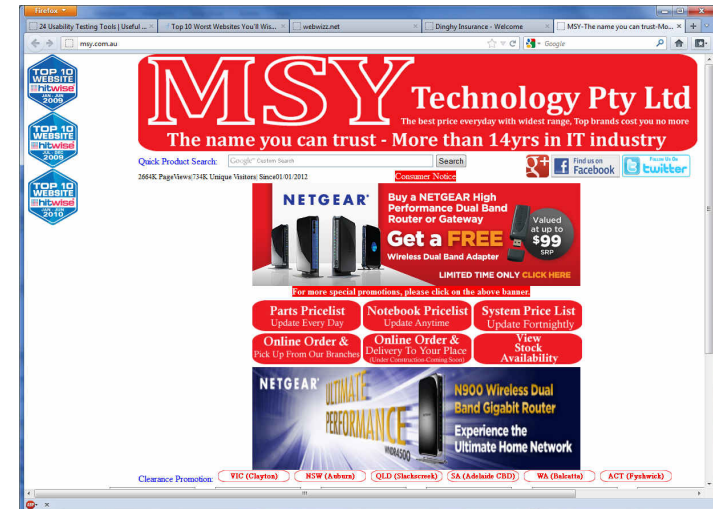 Firefox
24 Usability Testing Tools | Useful ...
Top 10 Worst Websites You'll Wis...
webwizz.net
Dinghy Insurance - Welcome
MSY-The name you can trust-Mo...
msy.com.au
Google
TOP 10
WEBSITE
hitwise
JAN - JUN
2009
TOP 10
WEBSITE
hitwise
JUL - DEC
2009
TOP 10
WEBSITE
hitwise
2010
MSY Technology Pty Ltd
The best price everyday with widest range, Top brands cost you no more
The name you can trust - More than 14yrs in IT industry
Quick Product Search:
Google™ Custom Search
Search
Find us on
Facebook
Follow Us On
twitter
2664K PageViews|734K Unique Visitors| Since01/01/2012
Consumer Notice
NETGEAR
Buy a NETGEAR High
Performance Dual Band
Router or Gateway
Get a FREE
Wireless Dual Band Adapter
Valued
at up to
$99
SRP
LIMITED TIME ONLY CLICK HERE
For more special promotions, please click on the above banner.
Parts Pricelist
Update Every Day
Notebook Pricelist
Update Anytime
System Price List
Update Fortnightly
Online Order &
Pick Up From Our Branches
Online Order &
Delivery To Your Place
(Under Construction-Coming Soon)
View
Stock
Availability
NETGEAR
ULTIMATE
PERFORMANCE
WNDR4500
N900 Wireless Dual
Band Gigabit Router
Experience the
Ultimate Home Network
Clearance Promotion:
VIC (Clayton)
NSW (Auburn)
QLD (Slackscreek)
SA (Adelaide CBD)
WA (Balcatta)
ACT (Fyshwick)